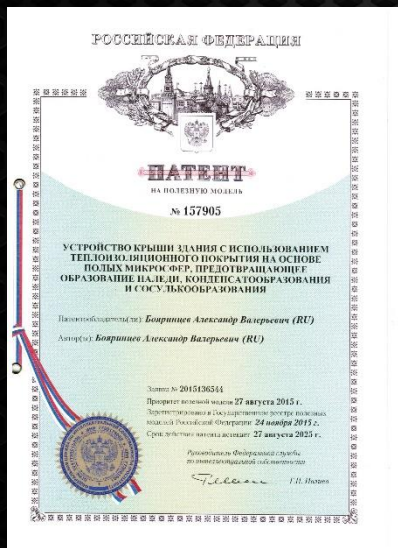 РОССИЙСКАЯ ФЕДЕРАЦИЯ
ПАТЕНТ
НА ПОЛЕЗНУЮ МОДЕЛЬ
№ 157905
УСТРОЙСТВО КРЫШИ ЗДАНИЯ С ИСПОЛЬЗОВАНИЕМ
ТЕПЛОИЗОЛЯЦИОННОГО ПОКРЫТИЯ НА ОСНОВЕ
ПОЛЫХ МИКРОСФЕР, ПРЕДОТВРАЩАЮЩЕЕ
ОБРАЗОВАНИЕ НАЛЕДИ, КОНДЕНСАТООБРАЗОВАНИЯ
И СОСУЛЬКООБРАЗОВАНИЯ
Патентообладатель(ли): Бояринцев Александр Валерьевич (RU)
Автор(ы): Бояринцев Александр Валерьевич (RU)
Заявка № 2015136544
Приоритет полезной модели 27 августа 2015 г.
Зарегистрировано в Государственном реестре полезных
моделей Российской Федерации 24 ноября 2015 г.
Срок действия патента истекает 27 августа 2025 г.
Руководитель Федеральной службы
по интеллектуальной собственности
Г.П. Ивлиев